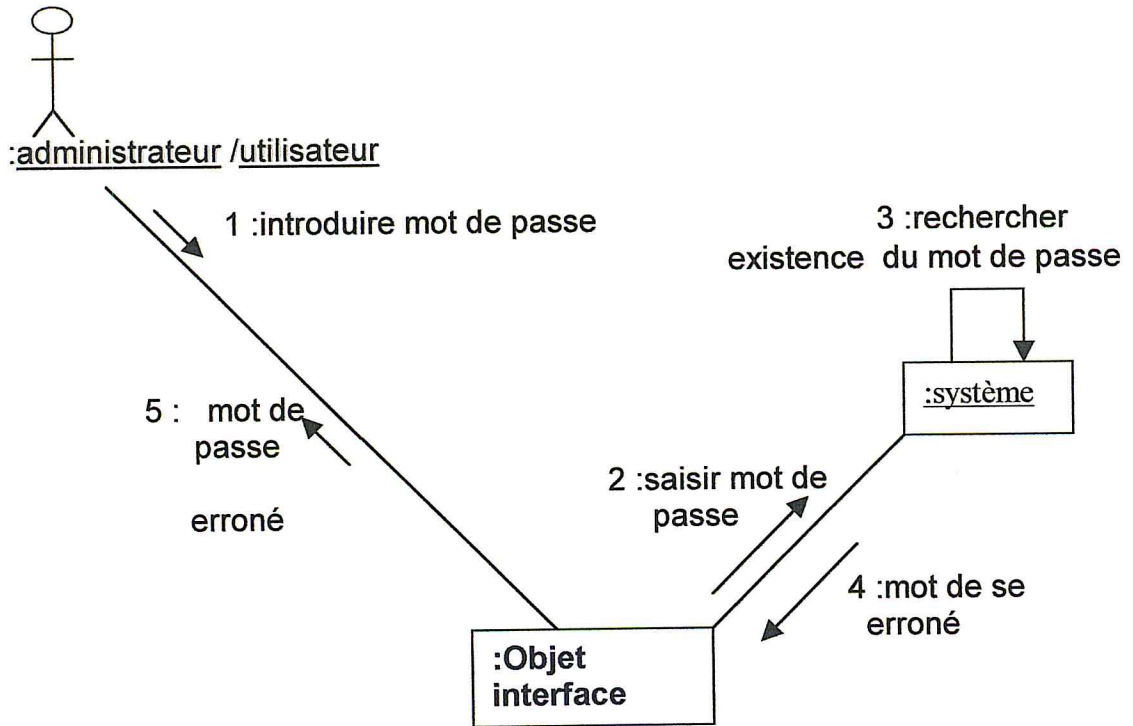 :administrateur /utilisateur
1 :introduire mot de passe
3 :rechercher
existence du mot de passe
:système
5 : mot de
passe
erroné
2 :saisir mot de
passe
4 :mot de se
erroné
:Objet
interface